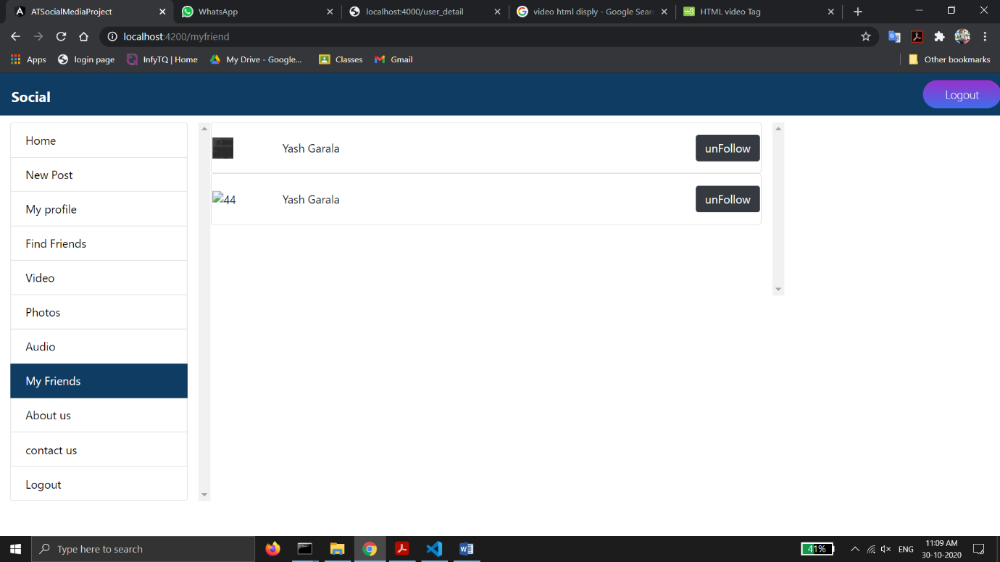 ATSocialMediaProject
WhatsApp
localhost:4000/user_detail
video html disply - Google Sear
HTML video Tag
localhost:4200/myfriend
Apps
login page
InfyTQ | Home
My Drive - Google...
Classes
Gmail
Other bookmarks
Social
Logout
Home
New Post
My profile
Find Friends
Video
Photos
Audio
My Friends
About us
contact us
Logout
Yash Garala
unFollow
44
Yash Garala
unFollow
Type here to search
41%
ENG
11:09 AM
30-10-2020